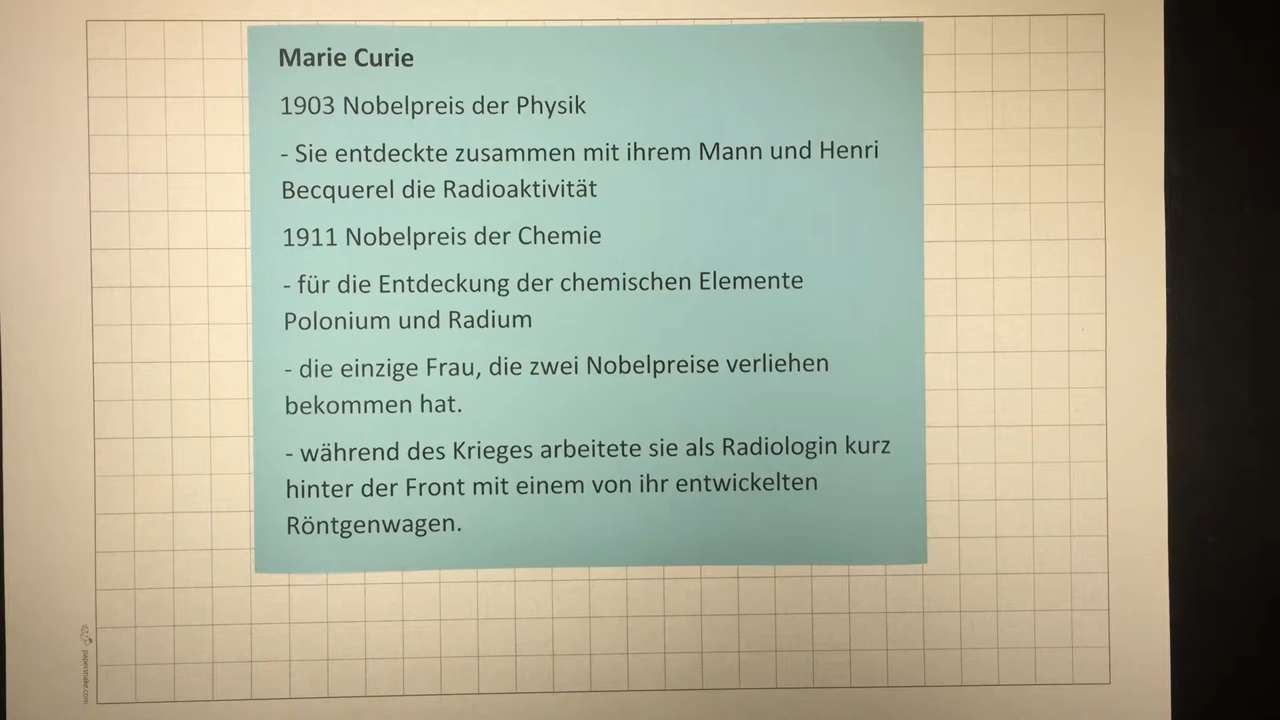 Marie Curie
1903 Nobelpreis der Physik
- Sie entdeckte zusammen mit ihrem Mann und Henri
Becquerel die Radioaktivität
1911 Nobelpreis der Chemie
- für die Entdeckung der chemischen Elemente
Polonium und Radium
- die einzige Frau, die zwei Nobelpreise verliehen
bekommen hat.
- während des Krieges arbeitete sie als Radiologin kurz
hinter der Front mit einem von ihr entwickelten
Röntgenwagen.
papersnake.com